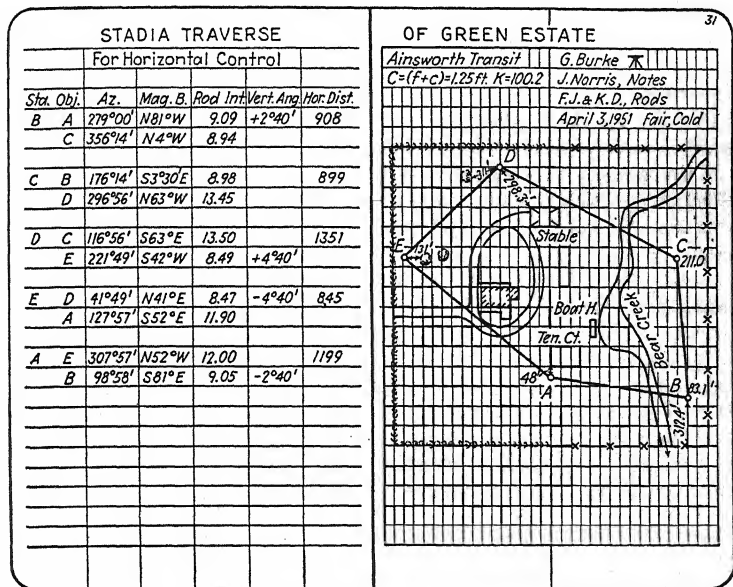 31
STADIA TRAVERSE OF GREEN ESTATE
For Horizontal Control
Ainsworth Transit G. Burke
C=(f+c)=1.25 ft. K=100.2 J. Norris, Notes
F.J. & K.D., Rods
April 3, 1951 Fair, Cold
Sta. Obj. Az. Mag. B. Rod Int. Vert. Ang. Hor. Dist.
B A 279°00' N81°W 9.09 +2°40' 908
C 356°14' N4°W 8.94
C B 176°14' S3°30'E 8.98 899
D 296°56' N63°W 13.45
D C 116°56' S63°E 13.50 1351
E 221°49' S42°W 8.49 +4°40'
E D 41°49' N41°E 8.47 -4°40' 845
A 127°57' S52°E 11.90
A E 307°57' N52°W 12.00 1199
B 98°58' S81°E 9.05 -2°40'
D
298.3'
Stable
E
131'
C
211.0'
Boat H.
Ten. Ct.
Bear Creek
48'
A
B
83.1'
312.4'